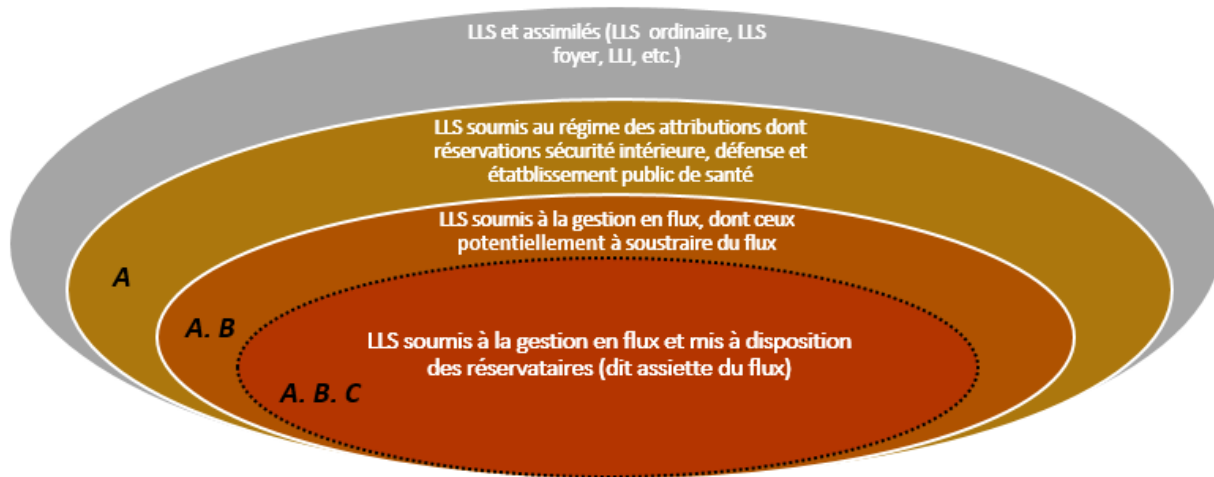 LLS et assimilés (LLS ordinaire, LLS
foyer, LLI, etc.)
LLS soumis au régime des attributions dont
réservations sécurité intérieure, défense et
étatblissement public de santé
LLS soumis à la gestion en flux, dont ceux
potentiellement à soustraire du flux
A
A. B
LLS soumis à la gestion en flux et mis à disposition
des réservataires (dit assiette du flux)
A. B. C